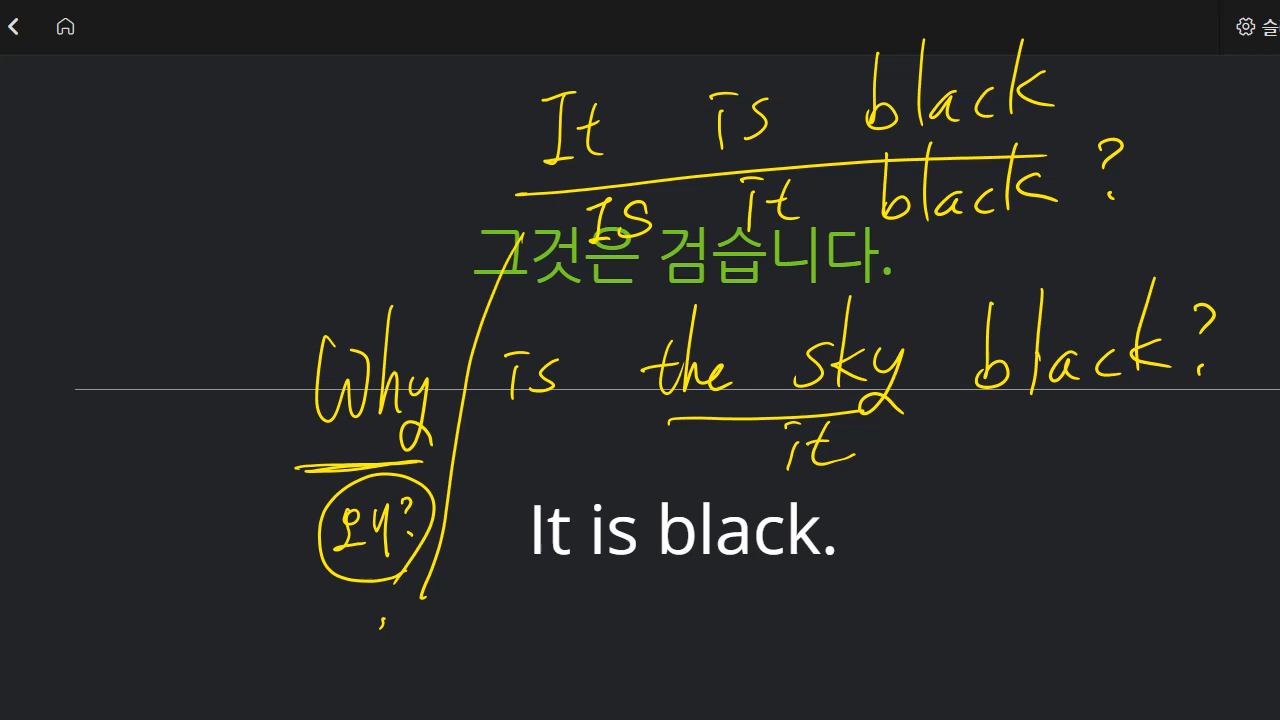 슬
It is black
Is it black?
그것은 검습니다.
Why is the sky black?
it
It is black.